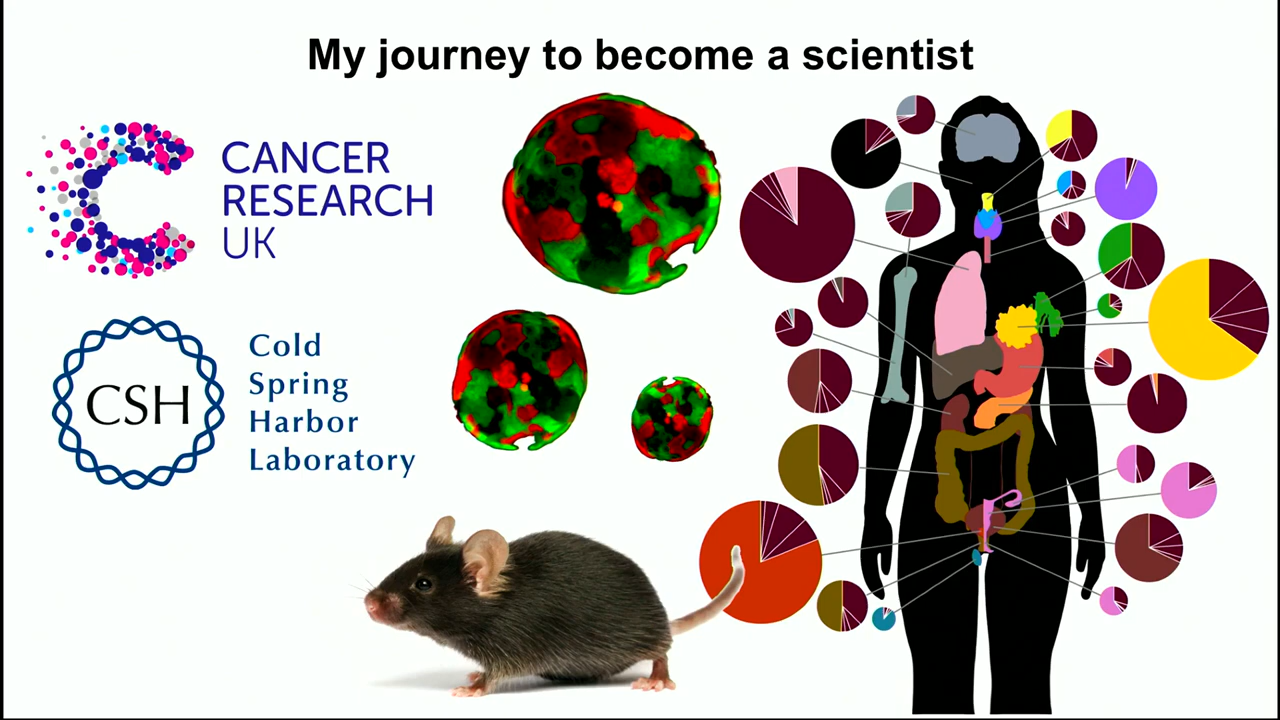 My journey to become a scientist
CANCER
RESEARCH
UK
CSH
Cold
Spring
Harbor
Laboratory